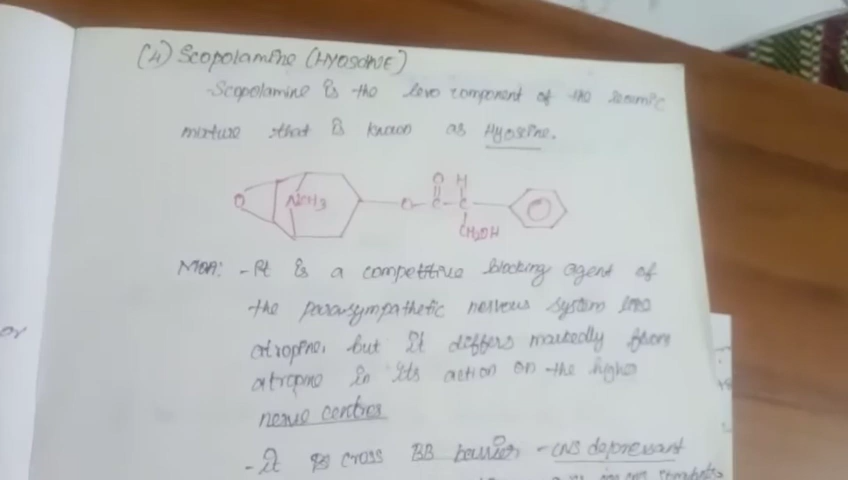 (4) Scopolamine (HYOSCINE)
-Scopolamine is the levo component of the racemic
mixture that is known as Hyoscine.
O
NCH3
O
O
C
H
C
CH2OH
MOA: - It is a competitive blocking agent of
the parasympathetic nervous system like
atropine, but it differs markedly from
atropine in its action on the higher
nerve centres
- It is cross BB barrier - CNS depressant
or